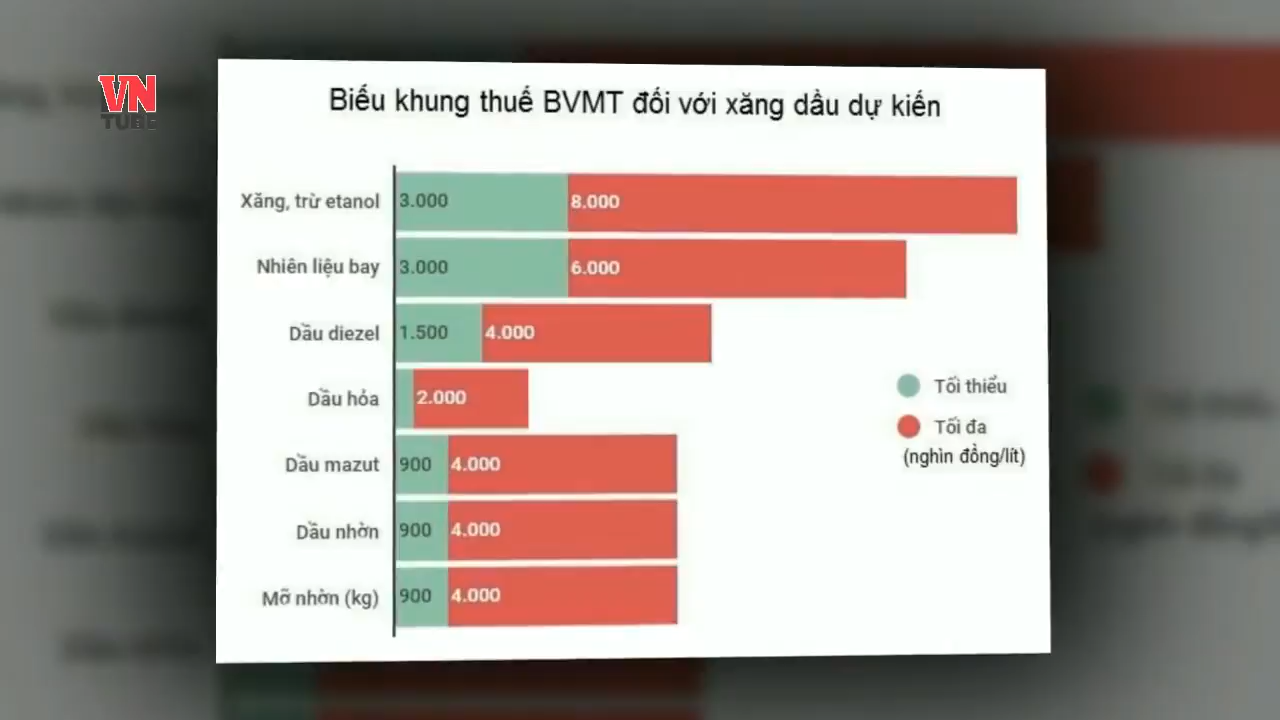 VN
TUBE
Biểu khung thuế BVMT đối với xăng dầu dự kiến
Xăng, trừ etanol 3.000 8.000
Nhiên liệu bay 3.000 6.000
Dầu diezel 1.500 4.000
Dầu hỏa 2.000
Dầu mazut 900 4.000
Dầu nhờn 900 4.000
Mỡ nhờn (kg) 900 4.000
Tối thiểu
Tối đa
(nghìn đồng/lít)